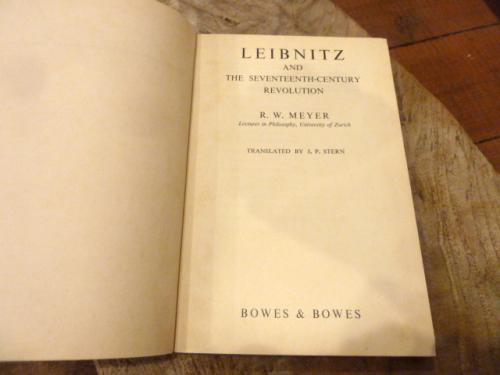 LEIBNITZ
AND
THE SEVENTEENTH-CENTURY
REVOLUTION
R. W. MEYER
Lecturer in Philosophy, University of Zurich
TRANSLATED BY J. P. STERN
BOWES & BOWES